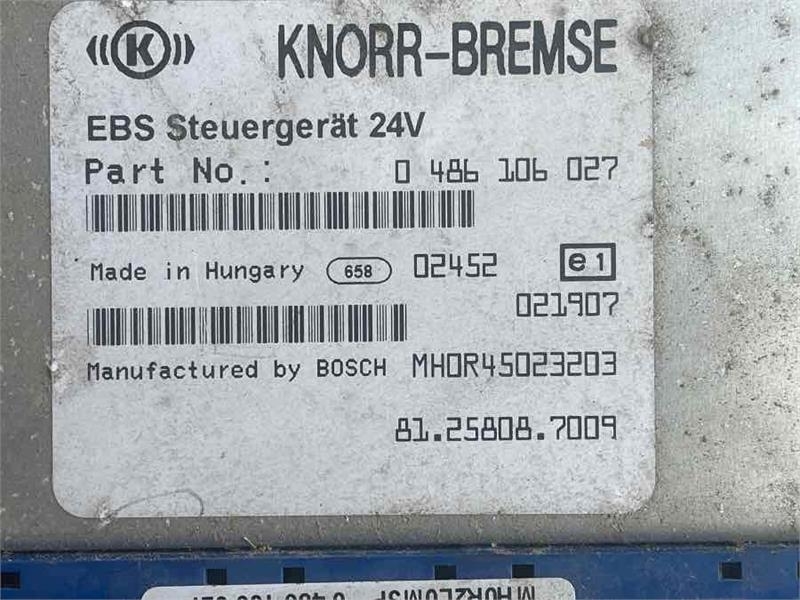 K KNORR-BREMSE
EBS Steuergerät 24V
Part No.: 0 486 106 027
Made in Hungary 658 02452 e1
021907
Manufactured by BOSCH MH0R45023203
81.25808.7009